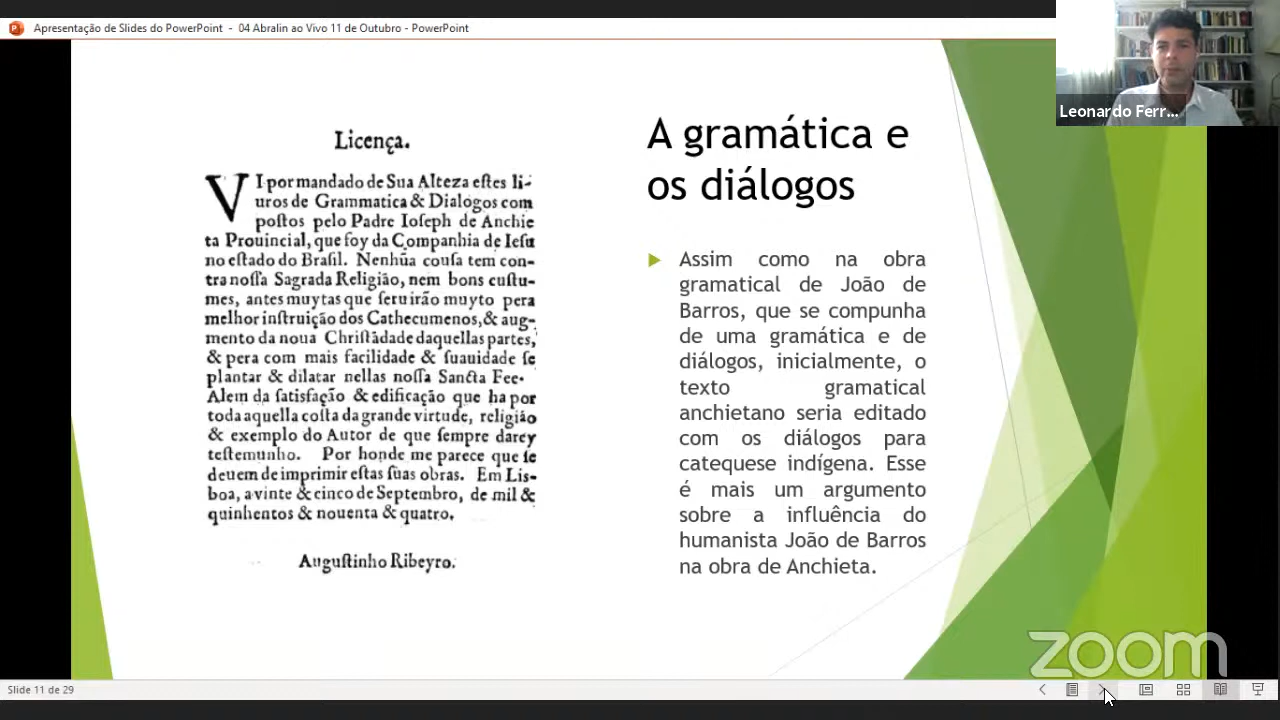 Apresentação de Slides do PowerPoint - 04 Abralin ao Vivo 11 de Outubro - PowerPoint
Leonardo Ferr...
Licença.
VI por mandado de Sua Alteza eſtes li-
uros de Grammatica & Dialogos com
poſtos pelo Padre Ioſeph de Anchie
ta Prouincial, que foy da Companhia de Ieſu
no eſtado do Braſil. Nenhũa couſa tem con-
tra noſſa Sagrada Religião, nem bons cuſtu-
mes, antes muytas que ſeruirão muyto pera
melhor inſtruição dos Cathecumenos, & aug-
mento da noua Chriſtãdade daquellas partes,
& pera com mais facilidade & ſuauidade ſe
plantar & dilatar nellas noſſa Sancta Fee.
Alem da ſatisfação & edificação que ha por
toda aquella coſta da grande virtude, religião
& exemplo do Autor de que ſempre darey
teſtemunho. Por honde me parece que ſe
deuem de imprimir eſtas ſuas obras. Em Lis-
boa, a vinte & cinco de Septembro, de mil &
quinhentos & nouenta & quatro.
Auguſtinho Ribeyro.
A gramática e
os diálogos
Assim como na obra
gramatical de João de
Barros, que se compunha
de uma gramática e de
diálogos, inicialmente, o
texto gramatical
anchietano seria editado
com os diálogos para
catequese indígena. Esse
é mais um argumento
sobre a influência do
humanista João de Barros
na obra de Anchieta.
zoom
Slide 11 de 29